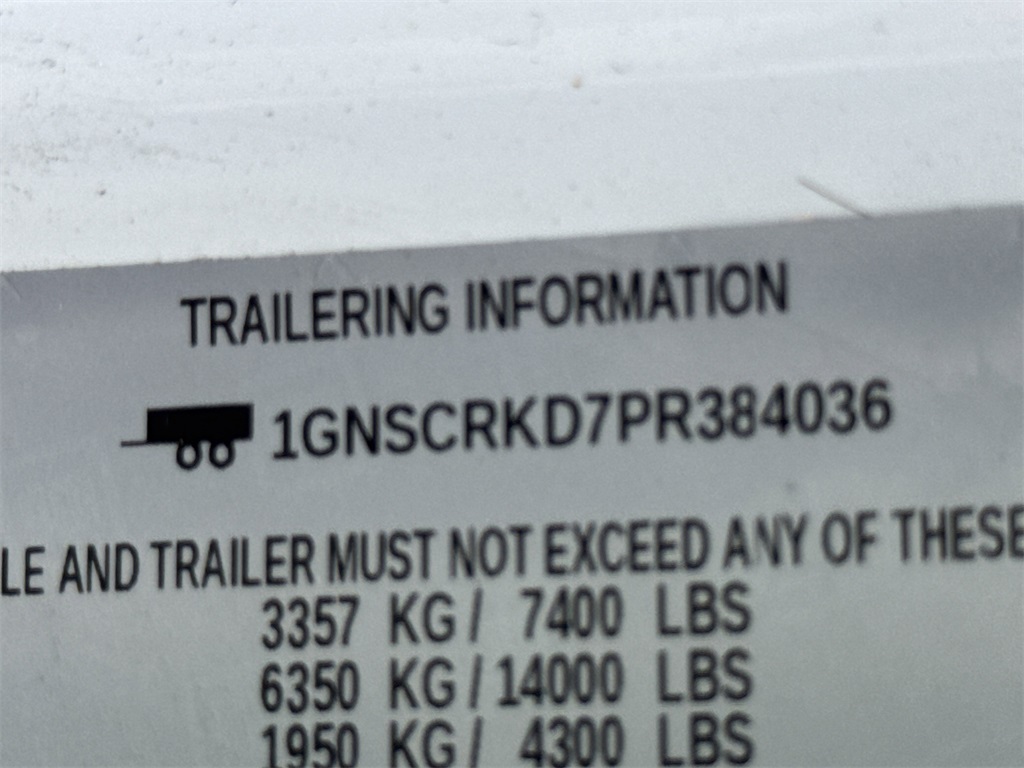 TRAILERING INFORMATION
1GNSCRKD7PR384036
LE AND TRAILER MUST NOT EXCEED ANY OF THESE
3357 KG / 7400 LBS
6350 KG / 14000 LBS
1950 KG / 4300 LBS